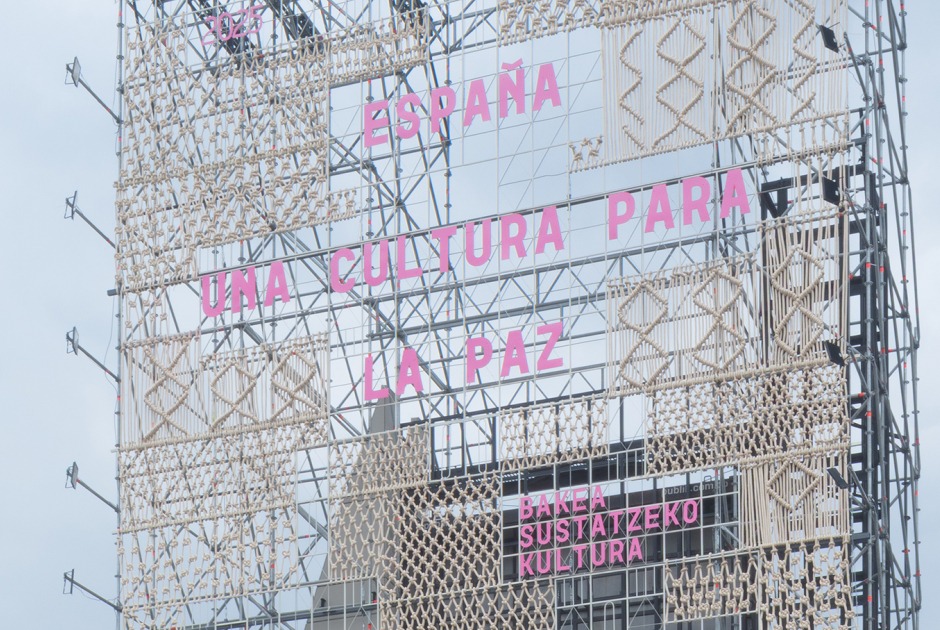 2025
ESPAÑA
UNA CULTURA PARA
LA PAZ
BAKEA
SUSTATZEKO
KULTURA